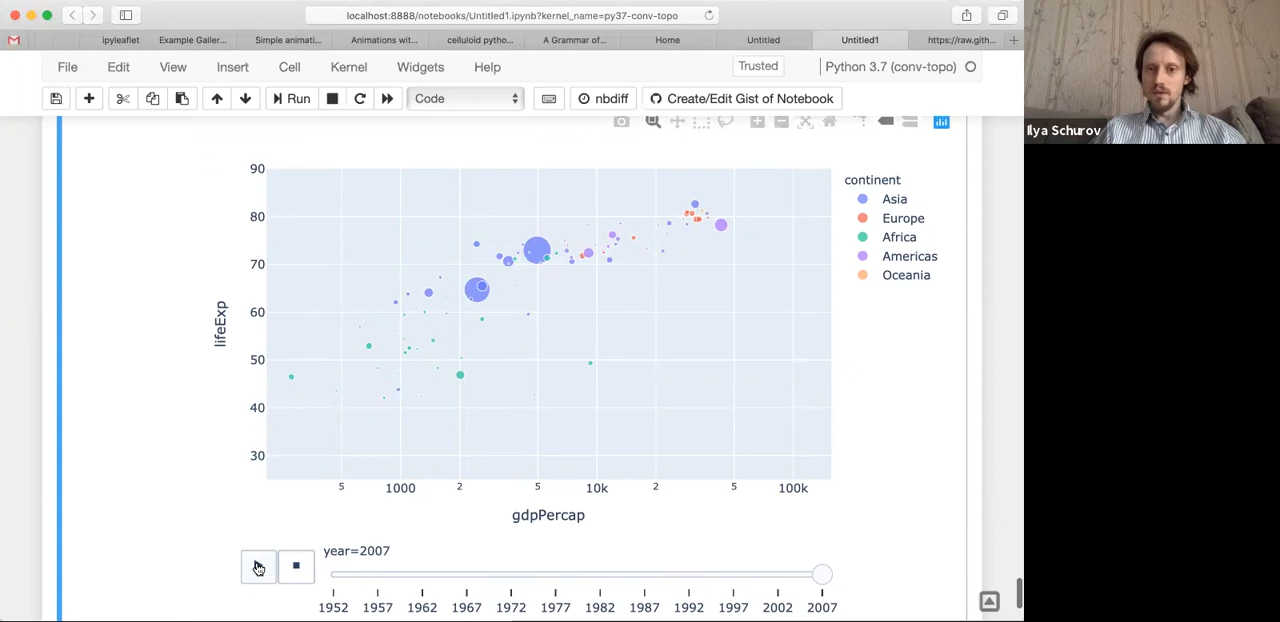 localhost:8888/notebooks/Untitled1.ipynb?kernel_name=py37-conv-topo
ipyleaflet Example Galler... Simple animati... Animations wit... celluloid pytho... A Grammar of... Home Untitled Untitled1 https://raw.gith...
File Edit View Insert Cell Kernel Widgets Help Trusted Python 3.7 (conv-topo)
Run Code nbdiff Create/Edit Gist of Notebook
Ilya Schurov
90
80
70
60
50
40
30
lifeExp
continent
Asia
Europe
Africa
Americas
Oceania
5 1000 2 5 10k 2 5 100k
gdpPercap
year=2007
1952 1957 1962 1967 1972 1977 1982 1987 1992 1997 2002 2007